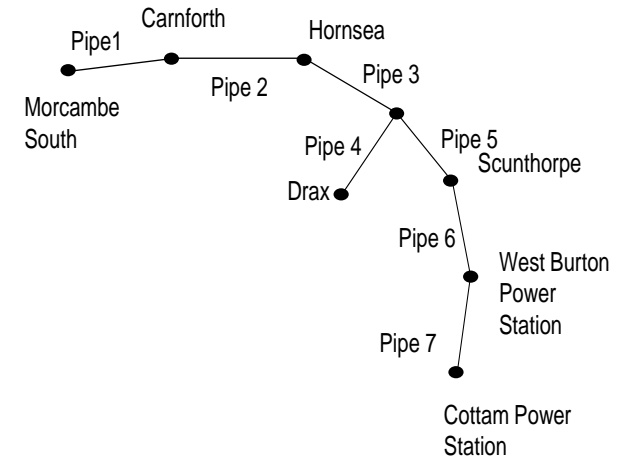 Carnforth
Hornsea
Pipe1
Pipe 2
Pipe 3
Morcambe
South
Pipe 4
Pipe 5
Scunthorpe
Drax
Pipe 6
West Burton
Power
Station
Pipe 7
Cottam Power
Station